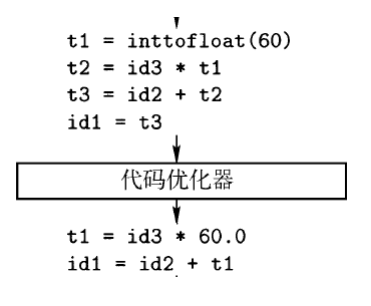 t1 = inttofloat(60)
t2 = id3 * t1
t3 = id2 + t2
id1 = t3
代码优化器
t1 = id3 * 60.0
id1 = id2 + t1